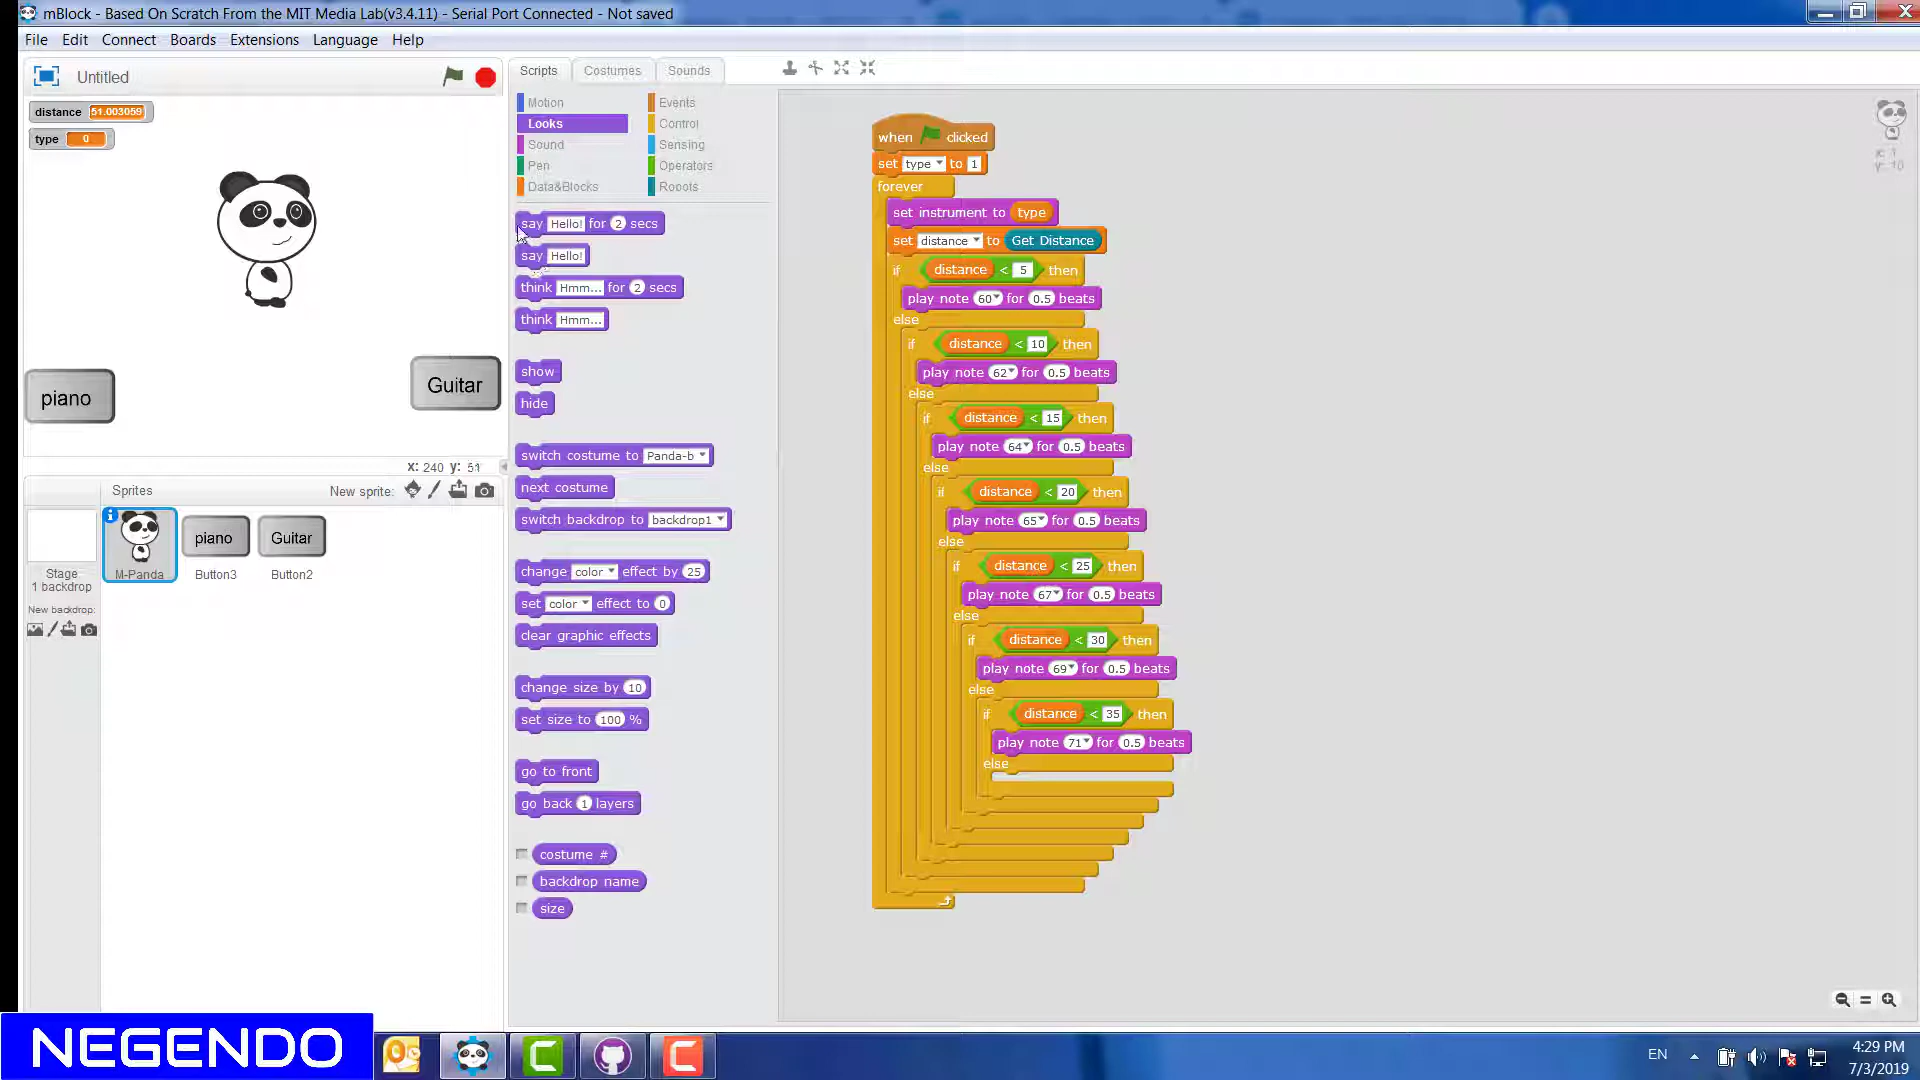 mBlock - Based On Scratch From the MIT Media Lab(v3.4.11) - Serial Port Connected - Not saved
File Edit Connect Boards Extensions Language Help
Untitled
distance 51.003059
type 0
piano
Guitar
x: 240 y: 51
Sprites New sprite:
piano
Guitar
M-Panda
Button3
Button2
Stage
1 backdrop
New backdrop:
Scripts Costumes Sounds
Motion Events
Looks Control
Sound Sensing
Pen Operators
Data&Blocks Robots
say Hello! for 2 secs
say Hello!
think Hmm... for 2 secs
think Hmm...
show
hide
switch costume to Panda-b
next costume
switch backdrop to backdrop1
change color effect by 25
set color effect to 0
clear graphic effects
change size by 10
set size to 100 %
go to front
go back 1 layers
costume #
backdrop name
size
when clicked
set type to 1
forever
set instrument to type
set distance to Get Distance
if distance < 5 then
play note 60 for 0.5 beats
else
if distance < 10 then
play note 62 for 0.5 beats
else
if distance < 15 then
play note 64 for 0.5 beats
else
if distance < 20 then
play note 65 for 0.5 beats
else
if distance < 25 then
play note 67 for 0.5 beats
else
if distance < 30 then
play note 69 for 0.5 beats
else
if distance < 35 then
play note 71 for 0.5 beats
else
NEGENDO
EN
4:29 PM
7/3/2019